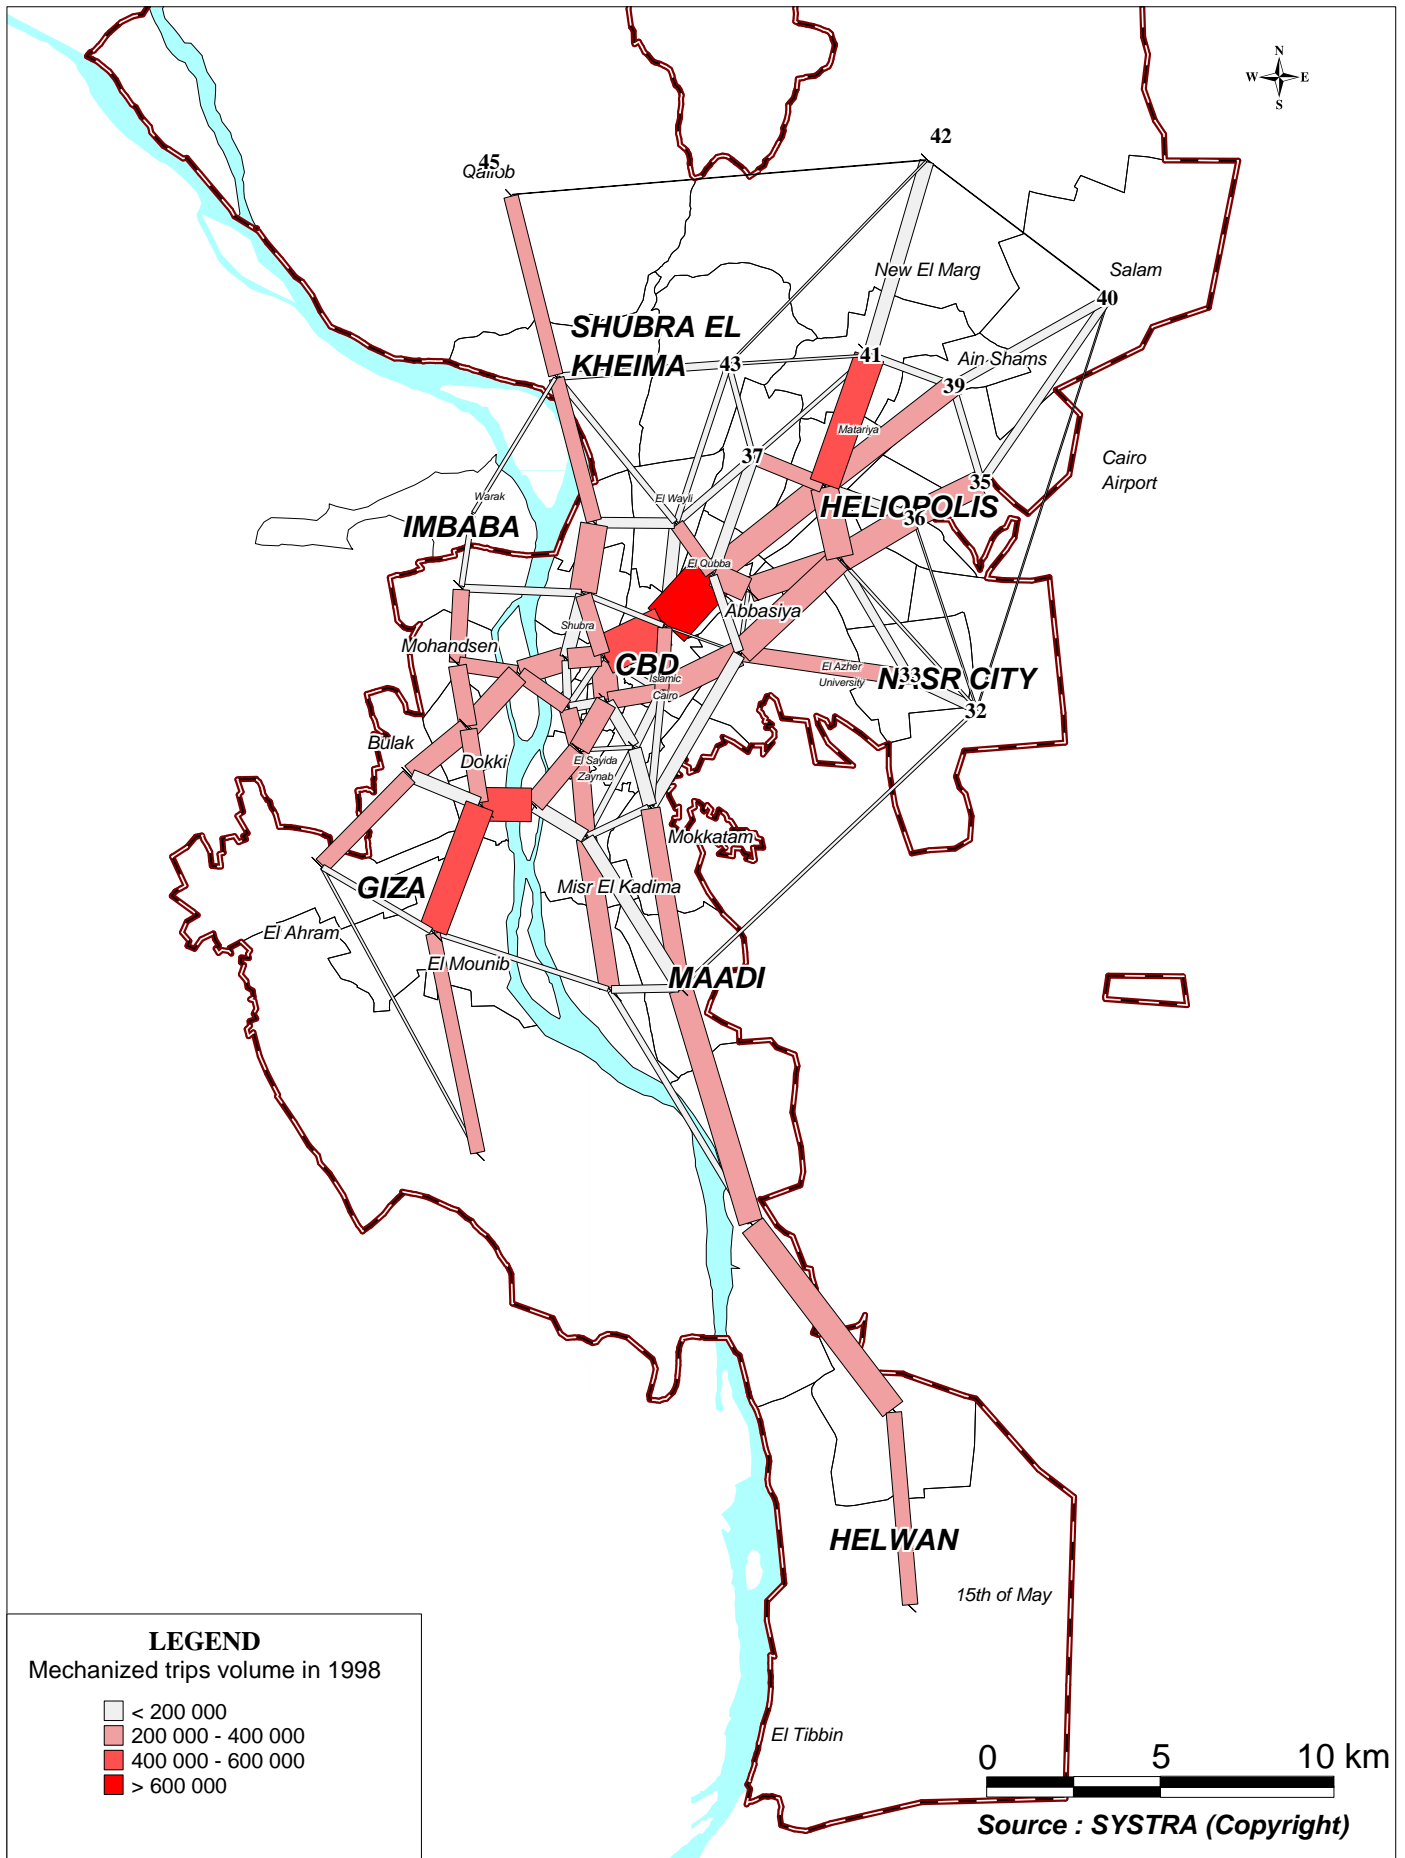 N
W E
S
42
45
Qaliob
New El Marg
Salam
40
SHUBRA EL
KHEIMA
43
41
Ain Shams
39
Matariya
37
Cairo
Airport
35
Warak
El Wayli
HELIOPOLIS
36
IMBABA
El Qubba
Abbasiya
Shubra
Mohandsen
CBD
El Azher
University
33
NASR CITY
Islamic
Cairo
32
Bulak
Dokki
El Sayida
Zaynab
Mokkatam
GIZA
Misr El Kadima
El Ahram
El Mounib
MAADI
HELWAN
15th of May
El Tibbin
LEGEND
Mechanized trips volume in 1998
< 200 000
200 000 - 400 000
400 000 - 600 000
> 600 000
0 5 10 km
Source : SYSTRA (Copyright)